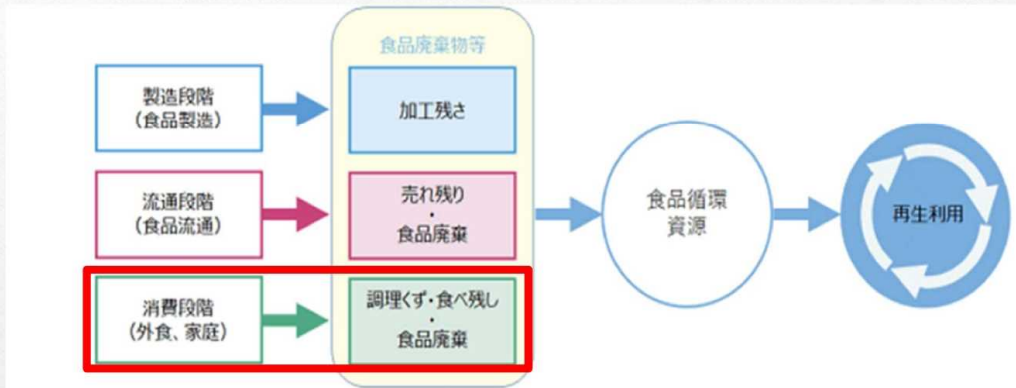 食品廃棄物等
製造段階
(食品製造)
加工残さ
流通段階
(食品流通)
売れ残り
・
食品廃棄
消費段階
(外食、家庭)
調理くず・食べ残し
・
食品廃棄
食品循環
資源
再生利用